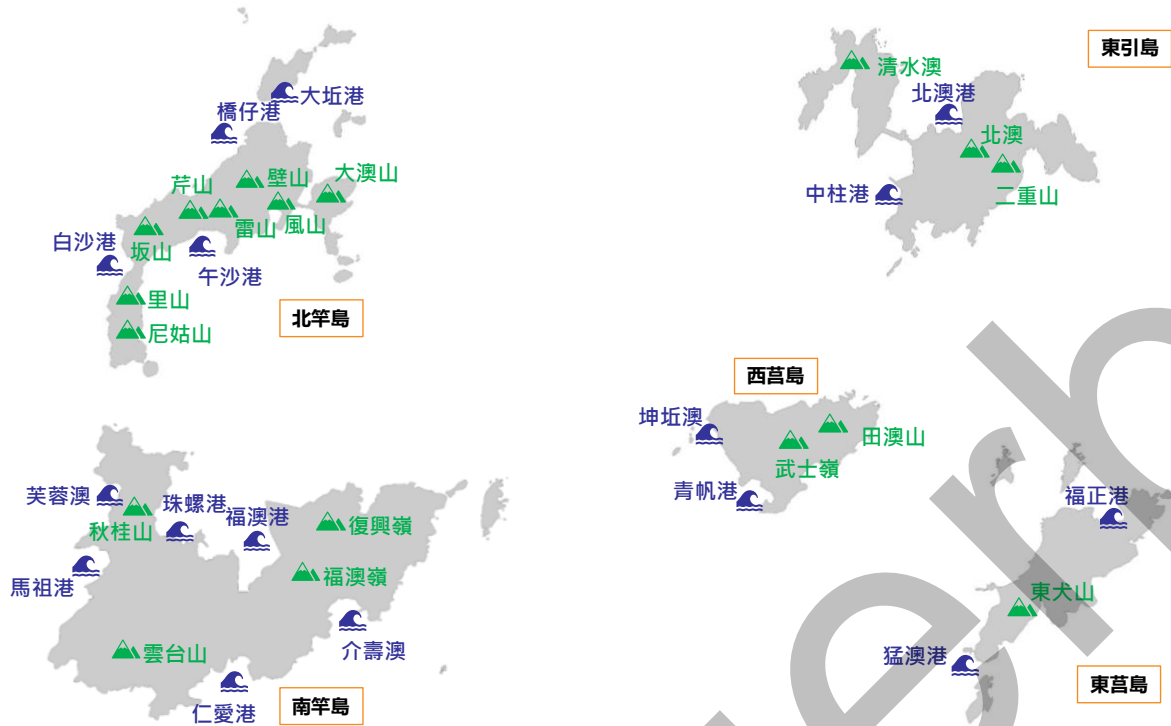 大坵港
橋仔港
芹山
壁山
大澳山
雷山
風山
坂山
白沙港
午沙港
里山
尼姑山
北竿島
東引島
清水澳
北澳港
北澳
中柱港
二重山
西莒島
坤坵澳
田澳山
武士嶺
青帆港
福正港
東犬山
猛澳港
東莒島
芙蓉澳
秋桂山
珠螺港
福澳港
復興嶺
馬祖港
福澳嶺
雲台山
介壽澳
仁愛港
南竿島